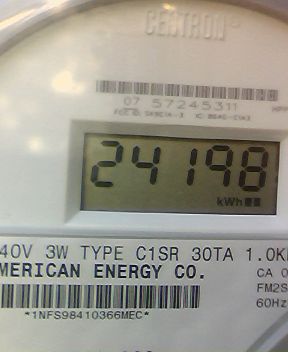 CENTRON
07 57245311
24198
kWh
40V 3W TYPE C1SR 30TA 1.0K
MERICAN ENERGY CO.
CA 0
FM2S
60Hz
*1NFS98410366MEC*